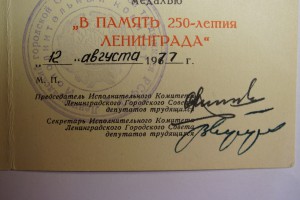 медалью
„В ПАМЯТЬ 250-летия
ЛЕНИНГРАДА“
„ 12 “ августа 1957 г.
М. П.
Председатель Исполнительного Комитета
Ленинградского Городского Совета
депутатов трудящихся
Секретарь Исполнительного Комитета
Ленинградского Городского Совета
депутатов трудящихся